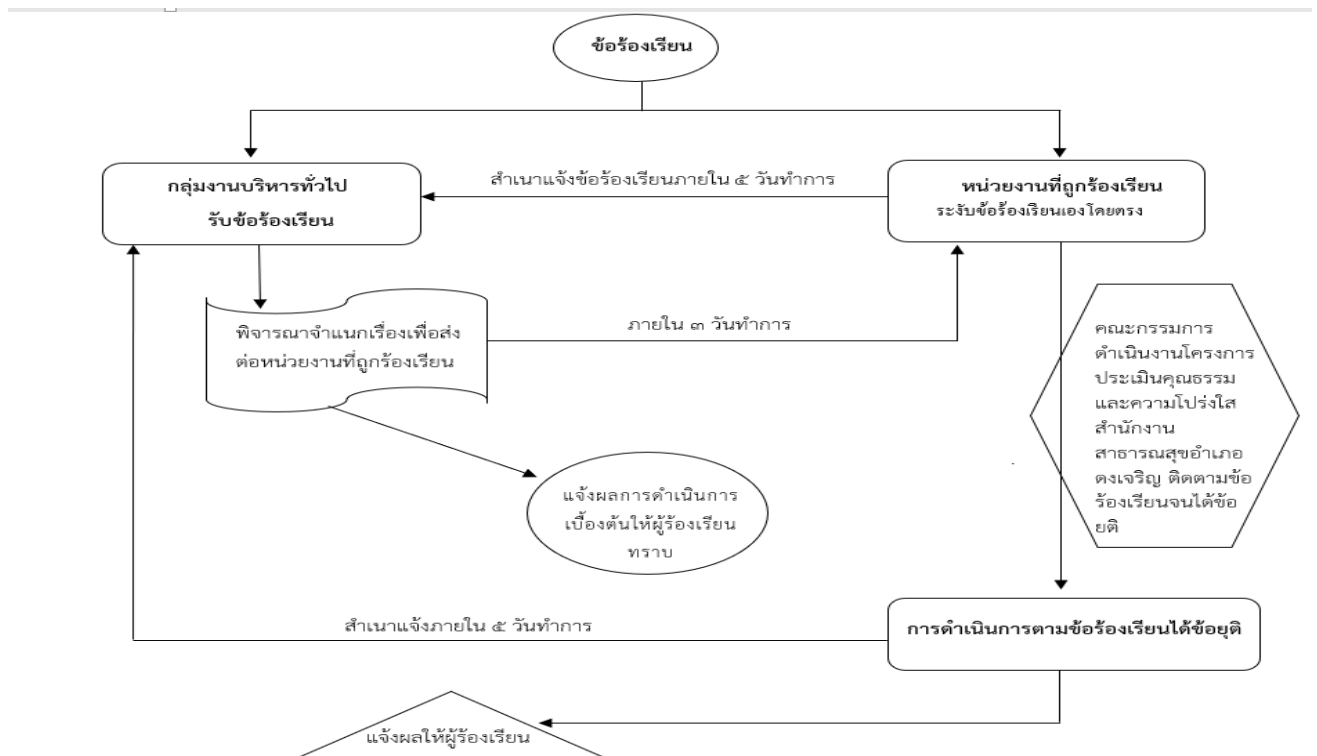 ข้อร้องเรียน
สำเนาแจ้งข้อร้องเรียนภายใน ๕ วันทำการ
กลุ่มงานบริหารทั่วไป
รับข้อร้องเรียน
หน่วยงานที่ถูกร้องเรียน
ระงับข้อร้องเรียนเองโดยตรง
พิจารณาจำแนกเรื่องเพื่อส่ง
ต่อหน่วยงานที่ถูกร้องเรียน
ภายใน ๓ วันทำการ
คณะกรรมการ
ดำเนินงานโครงการ
ประเมินคุณธรรม
และความโปร่งใส
สำนักงาน
สาธารณสุขอำเภอ
ดงเจริญ ติดตามข้อ
ร้องเรียนจนได้ข้อ
ยติ
แจ้งผลการดำเนินการ
เบื้องต้นให้ผู้ร้องเรียน
ทราบ
สำเนาแจ้งภายใน ๕ วันทำการ
การดำเนินการตามข้อร้องเรียนได้ข้อยุติ
แจ้งผลให้ผู้ร้องเรียน